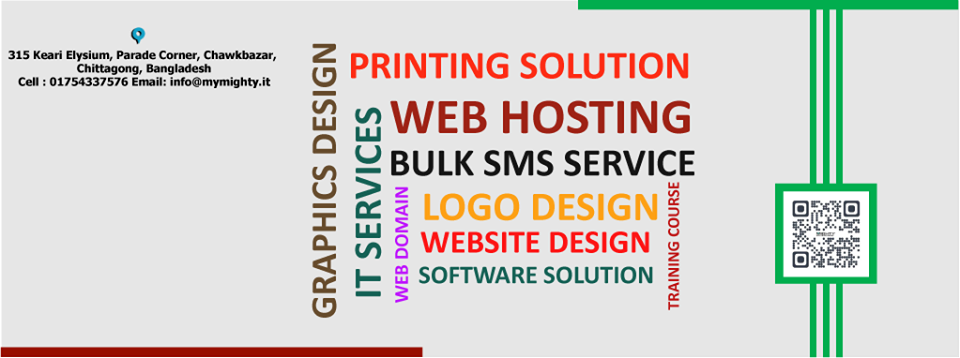 315 Keari Elysium, Parade Corner, Chawkbazar,
Chittagong, Bangladesh
Cell : 01754337576 Email: info@mymighty.it
GRAPHICS DESIGN
IT SERVICES
PRINTING SOLUTION
WEB HOSTING
BULK SMS SERVICE
WEB DOMAIN
LOGO DESIGN
WEBSITE DESIGN
SOFTWARE SOLUTION
TRAINING COURSE